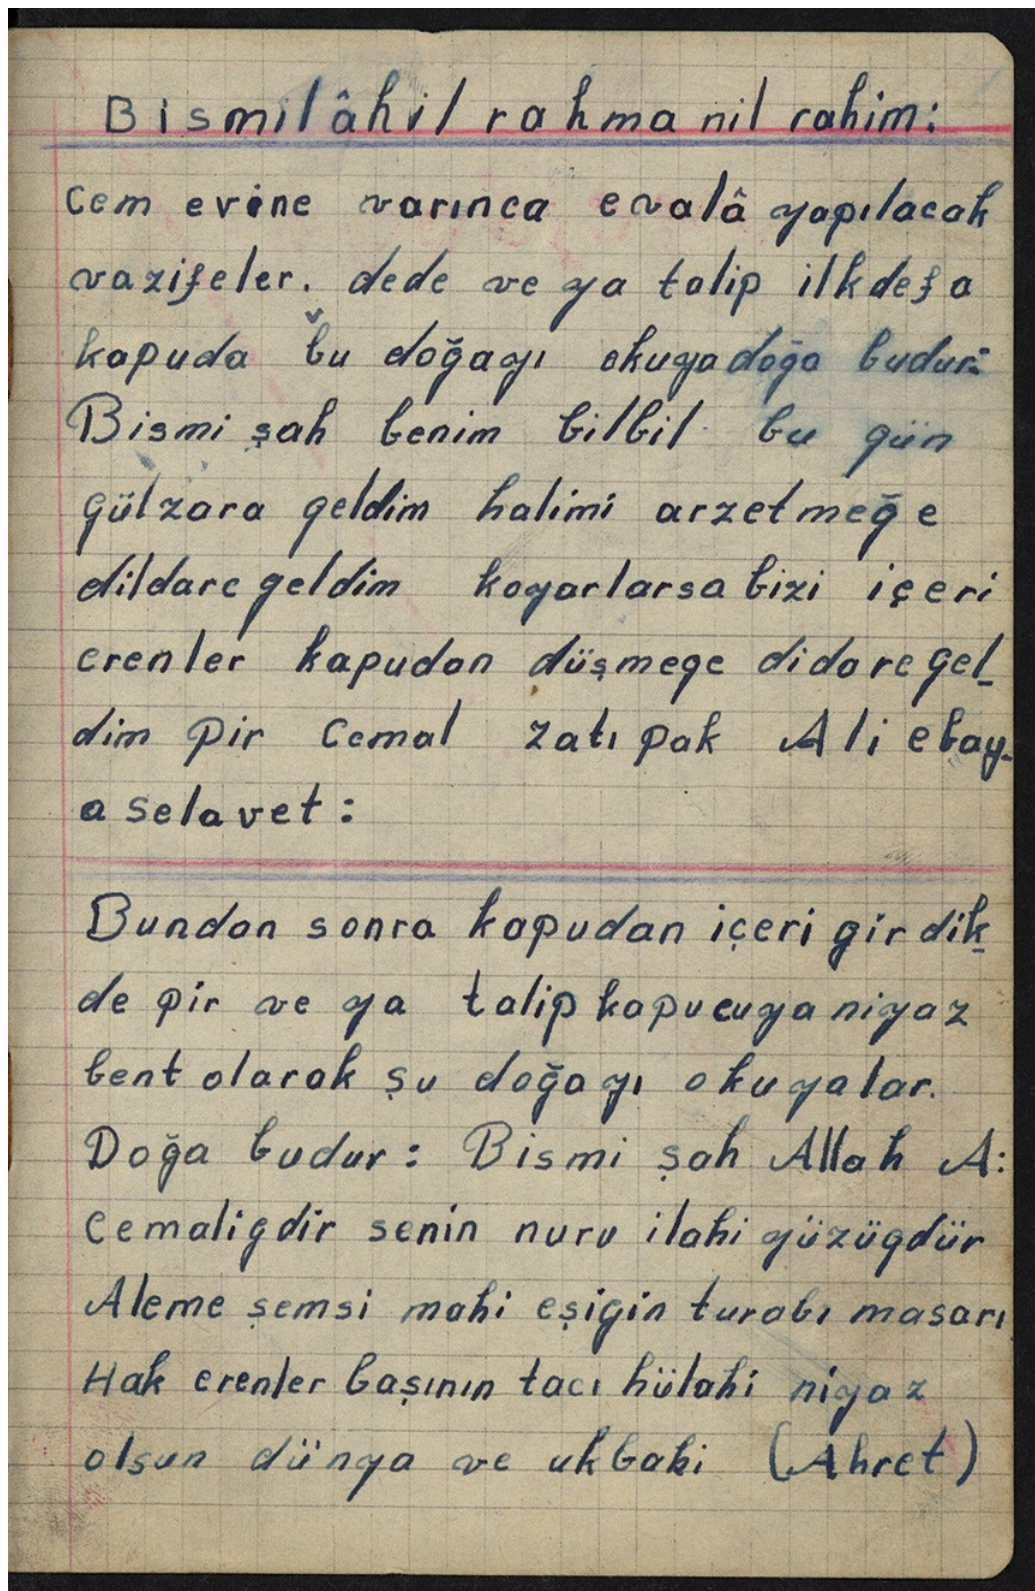 Bismilâhil rahma nil rahim:
Cem evine varınca evalâ yapılacak
vazifeler. dede ve ya talip ilkdefa
kapuda bu doğayı okuya doğa budur:
Bismi şah benim bilbil bu gün
gülzara geldim halimi arzetmeğe
dildare geldim koyarlarsa bizi içeri
erenler kapudan düşmeye didare gel_
dim pir Cemal zatı pak Ali ebay-
a selavet:
Bundan sonra kapudan içeri girdik_
de pir ve ya talip kapucuya niyaz
bent olarak şu doğayı okuyalar.
Doğa budur: Bismi şah Allah A:
Cemaligdir senin nuru ilahi yüzügdür
Aleme şemsi mahi eşigin turabı masarı
Hak erenler başının tacı hülahi niyaz
olsun dünya ve ukbahi (Ahret)